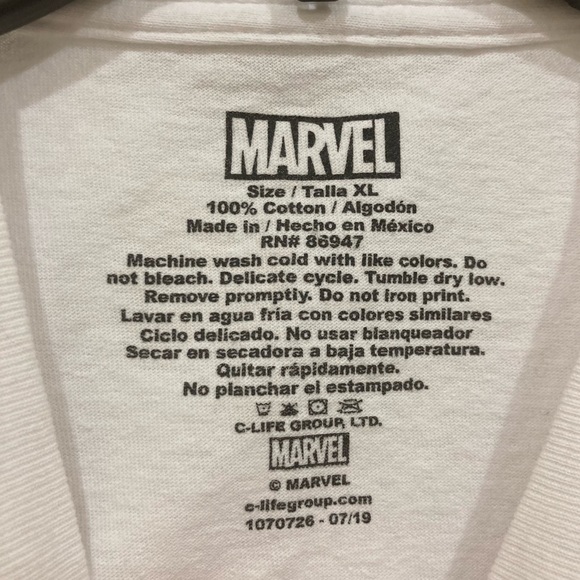 MARVEL
Size / Talla XL
100% Cotton / Algodón
Made in / Hecho en México
RN# 86947
Machine wash cold with like colors. Do
not bleach. Delicate cycle. Tumble dry low.
Remove promptly. Do not iron print.
Lavar en agua fría con colores similares
Ciclo delicado. No usar blanqueador
Secar en secadora a baja temperatura.
Quitar rápidamente.
No planchar el estampado.
C-LIFE GROUP, LTD.
MARVEL
© MARVEL
c-lifegroup.com
1070726 - 07/19